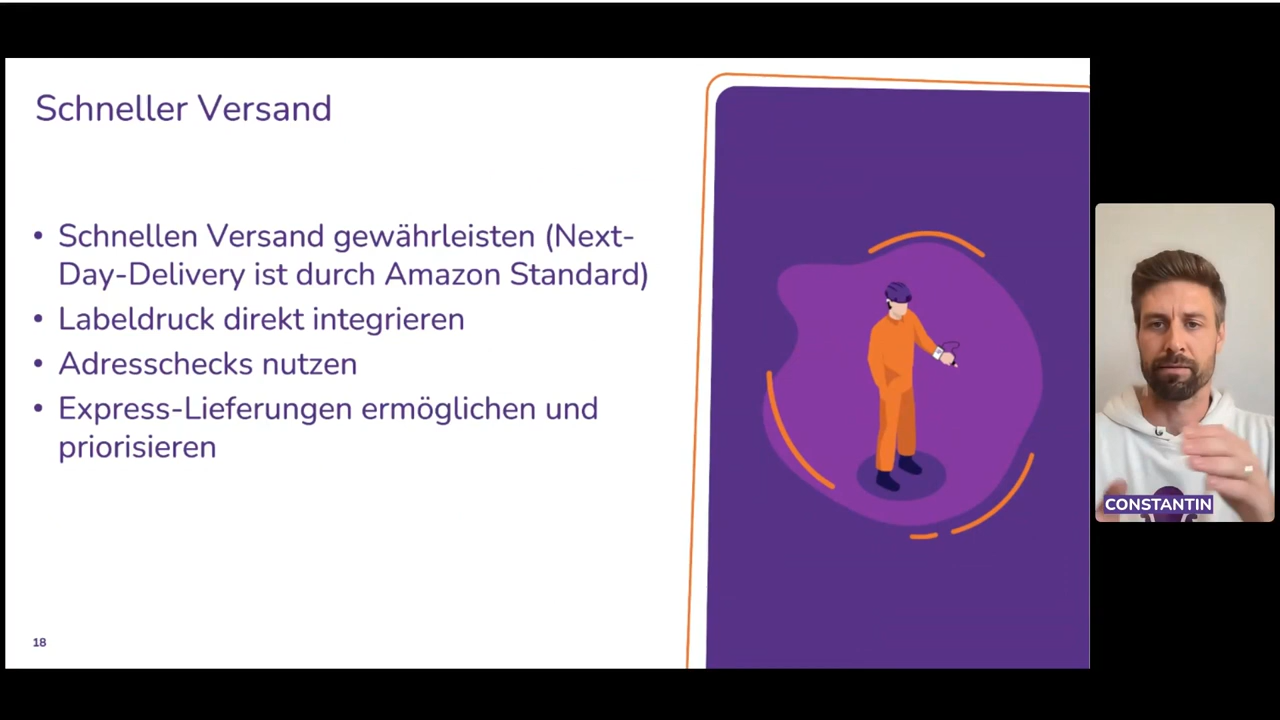 Schneller Versand
• Schnellen Versand gewährleisten (Next-
Day-Delivery ist durch Amazon Standard)
• Labeldruck direkt integrieren
• Adresschecks nutzen
• Express-Lieferungen ermöglichen und
priorisieren
18
CONSTANTIN